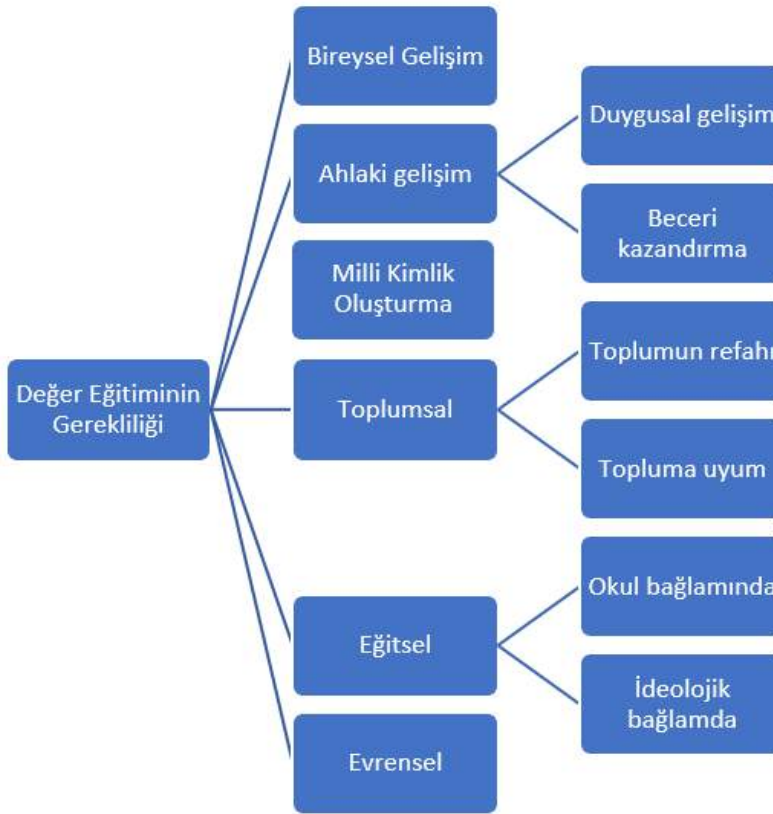 Bireysel Gelişim
Duygusal gelişim
Ahlaki gelişim
Beceri
kazandırma
Milli Kimlik
Oluşturma
Toplumun refahı
Değer Eğitiminin
Gerekliliği
Toplumsal
Topluma uyum
Okul bağlamında
Eğitsel
İdeolojik
bağlamda
Evrensel